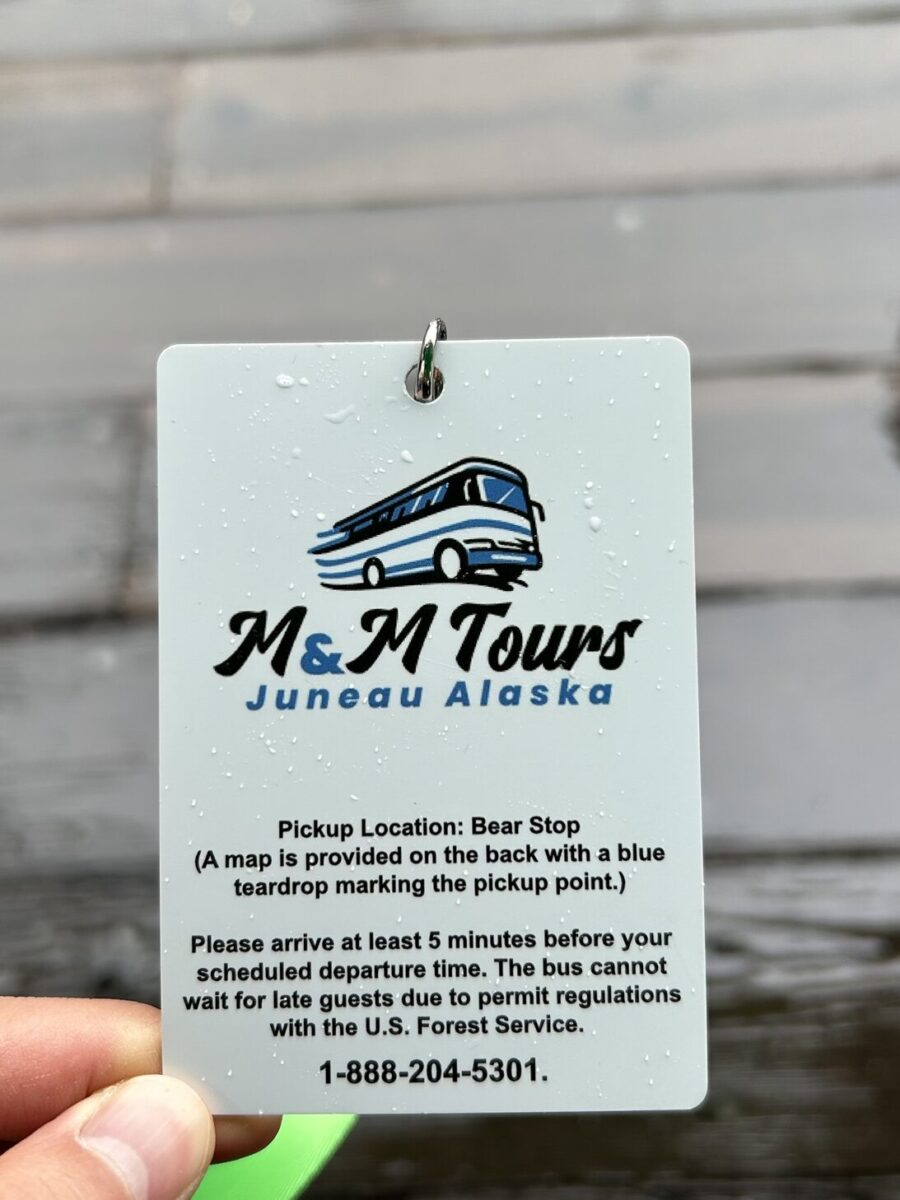 M&M Tours
Juneau Alaska
Pickup Location: Bear Stop
(A map is provided on the back with a blue
teardrop marking the pickup point.)
Please arrive at least 5 minutes before your
scheduled departure time. The bus cannot
wait for late guests due to permit regulations
with the U.S. Forest Service.
1-888-204-5301.